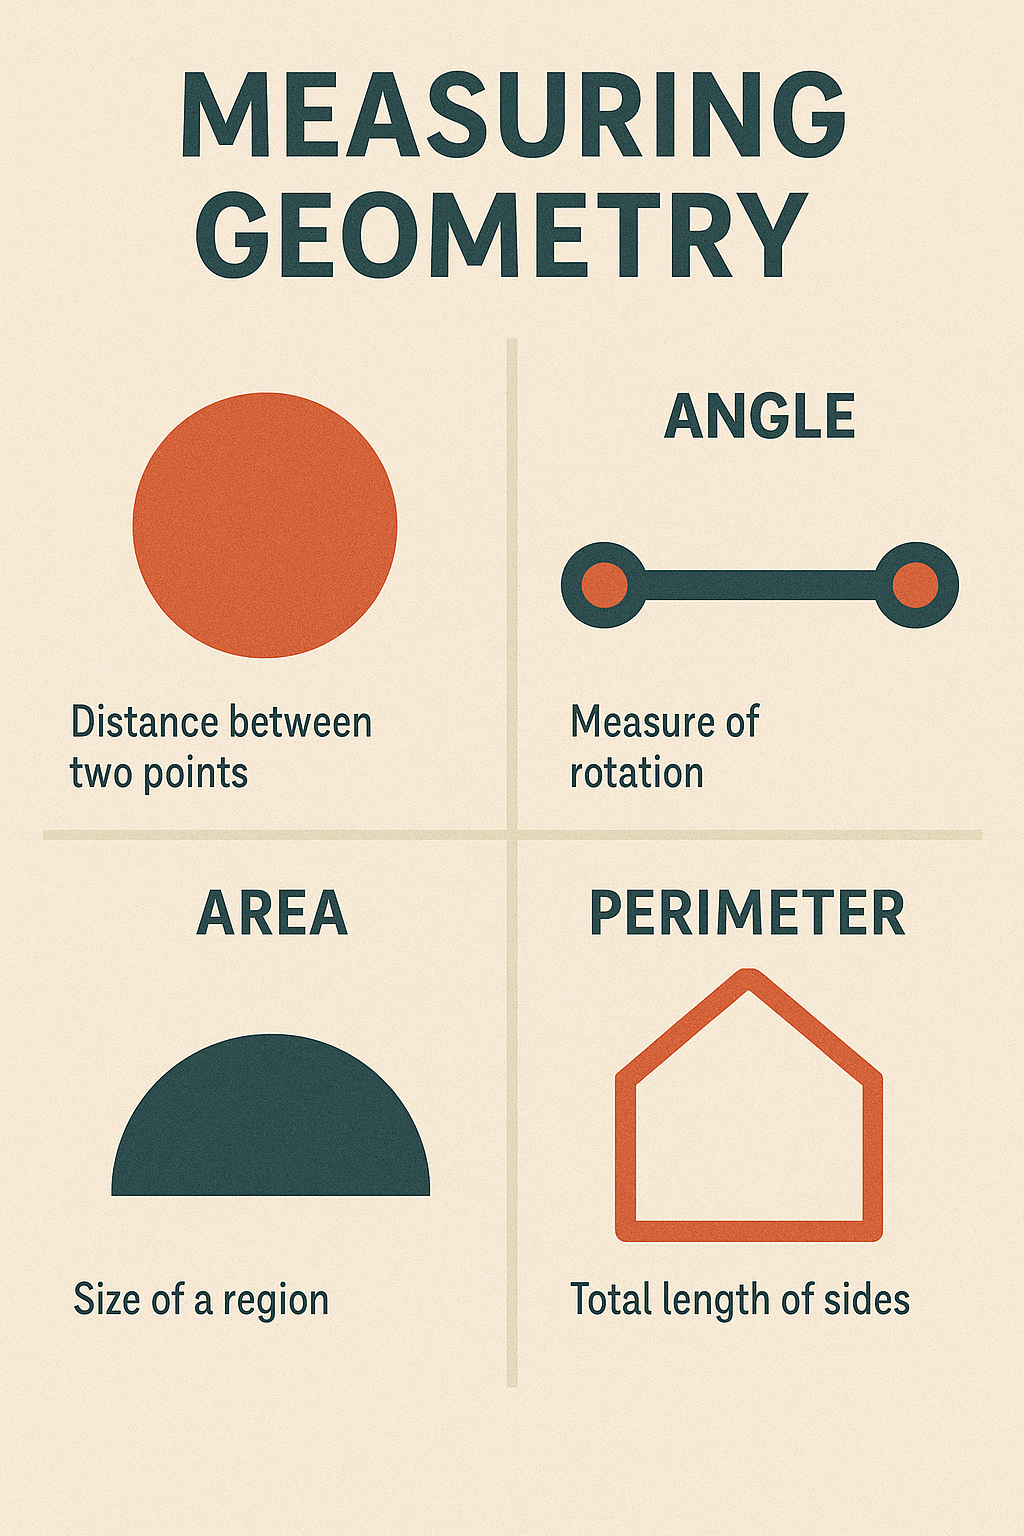 MEASURING
GEOMETRY
Distance between
two points
ANGLE
Measure of
rotation
AREA
Size of a region
PERIMETER
Total length of sides